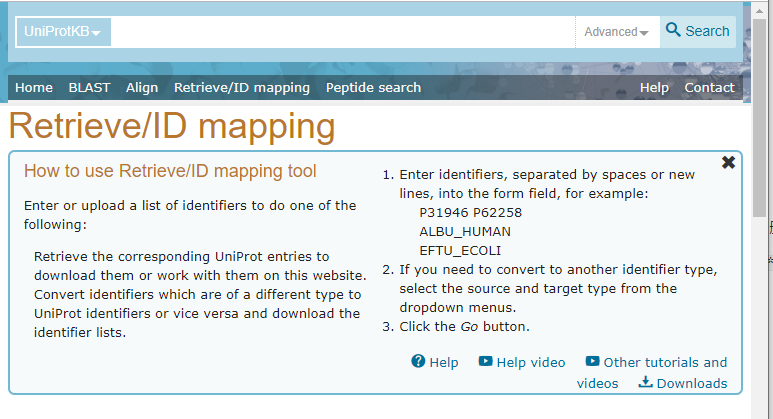 UniProtKB
Advanced
Search
Home BLAST Align Retrieve/ID mapping Peptide search Help Contact
Retrieve/ID mapping
How to use Retrieve/ID mapping tool
Enter or upload a list of identifiers to do one of the
following:
Retrieve the corresponding UniProt entries to
download them or work with them on this website.
Convert identifiers which are of a different type to
UniProt identifiers or vice versa and download the
identifier lists.
1. Enter identifiers, separated by spaces or new
lines, into the form field, for example:
P31946 P62258
ALBU_HUMAN
EFTU_ECOLI
2. If you need to convert to another identifier type,
select the source and target type from the
dropdown menus.
3. Click the Go button.
Help Help video Other tutorials and
videos Downloads